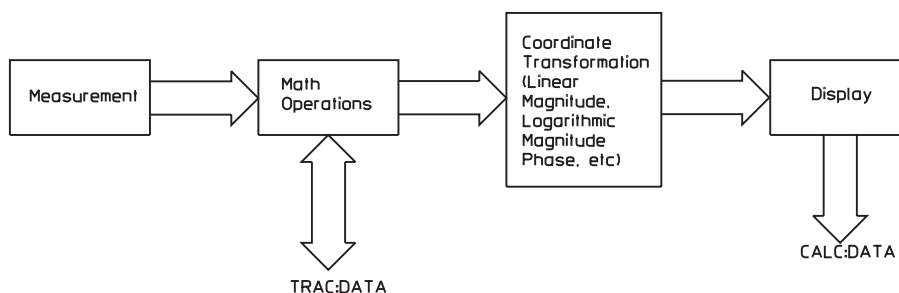 Measurement
Math
Operations
Coordinate
Transformation
(Linear
Magnitude,
Logarithmic
Magnitude
Phase, etc)
Display
TRAC:DATA
CALC:DATA